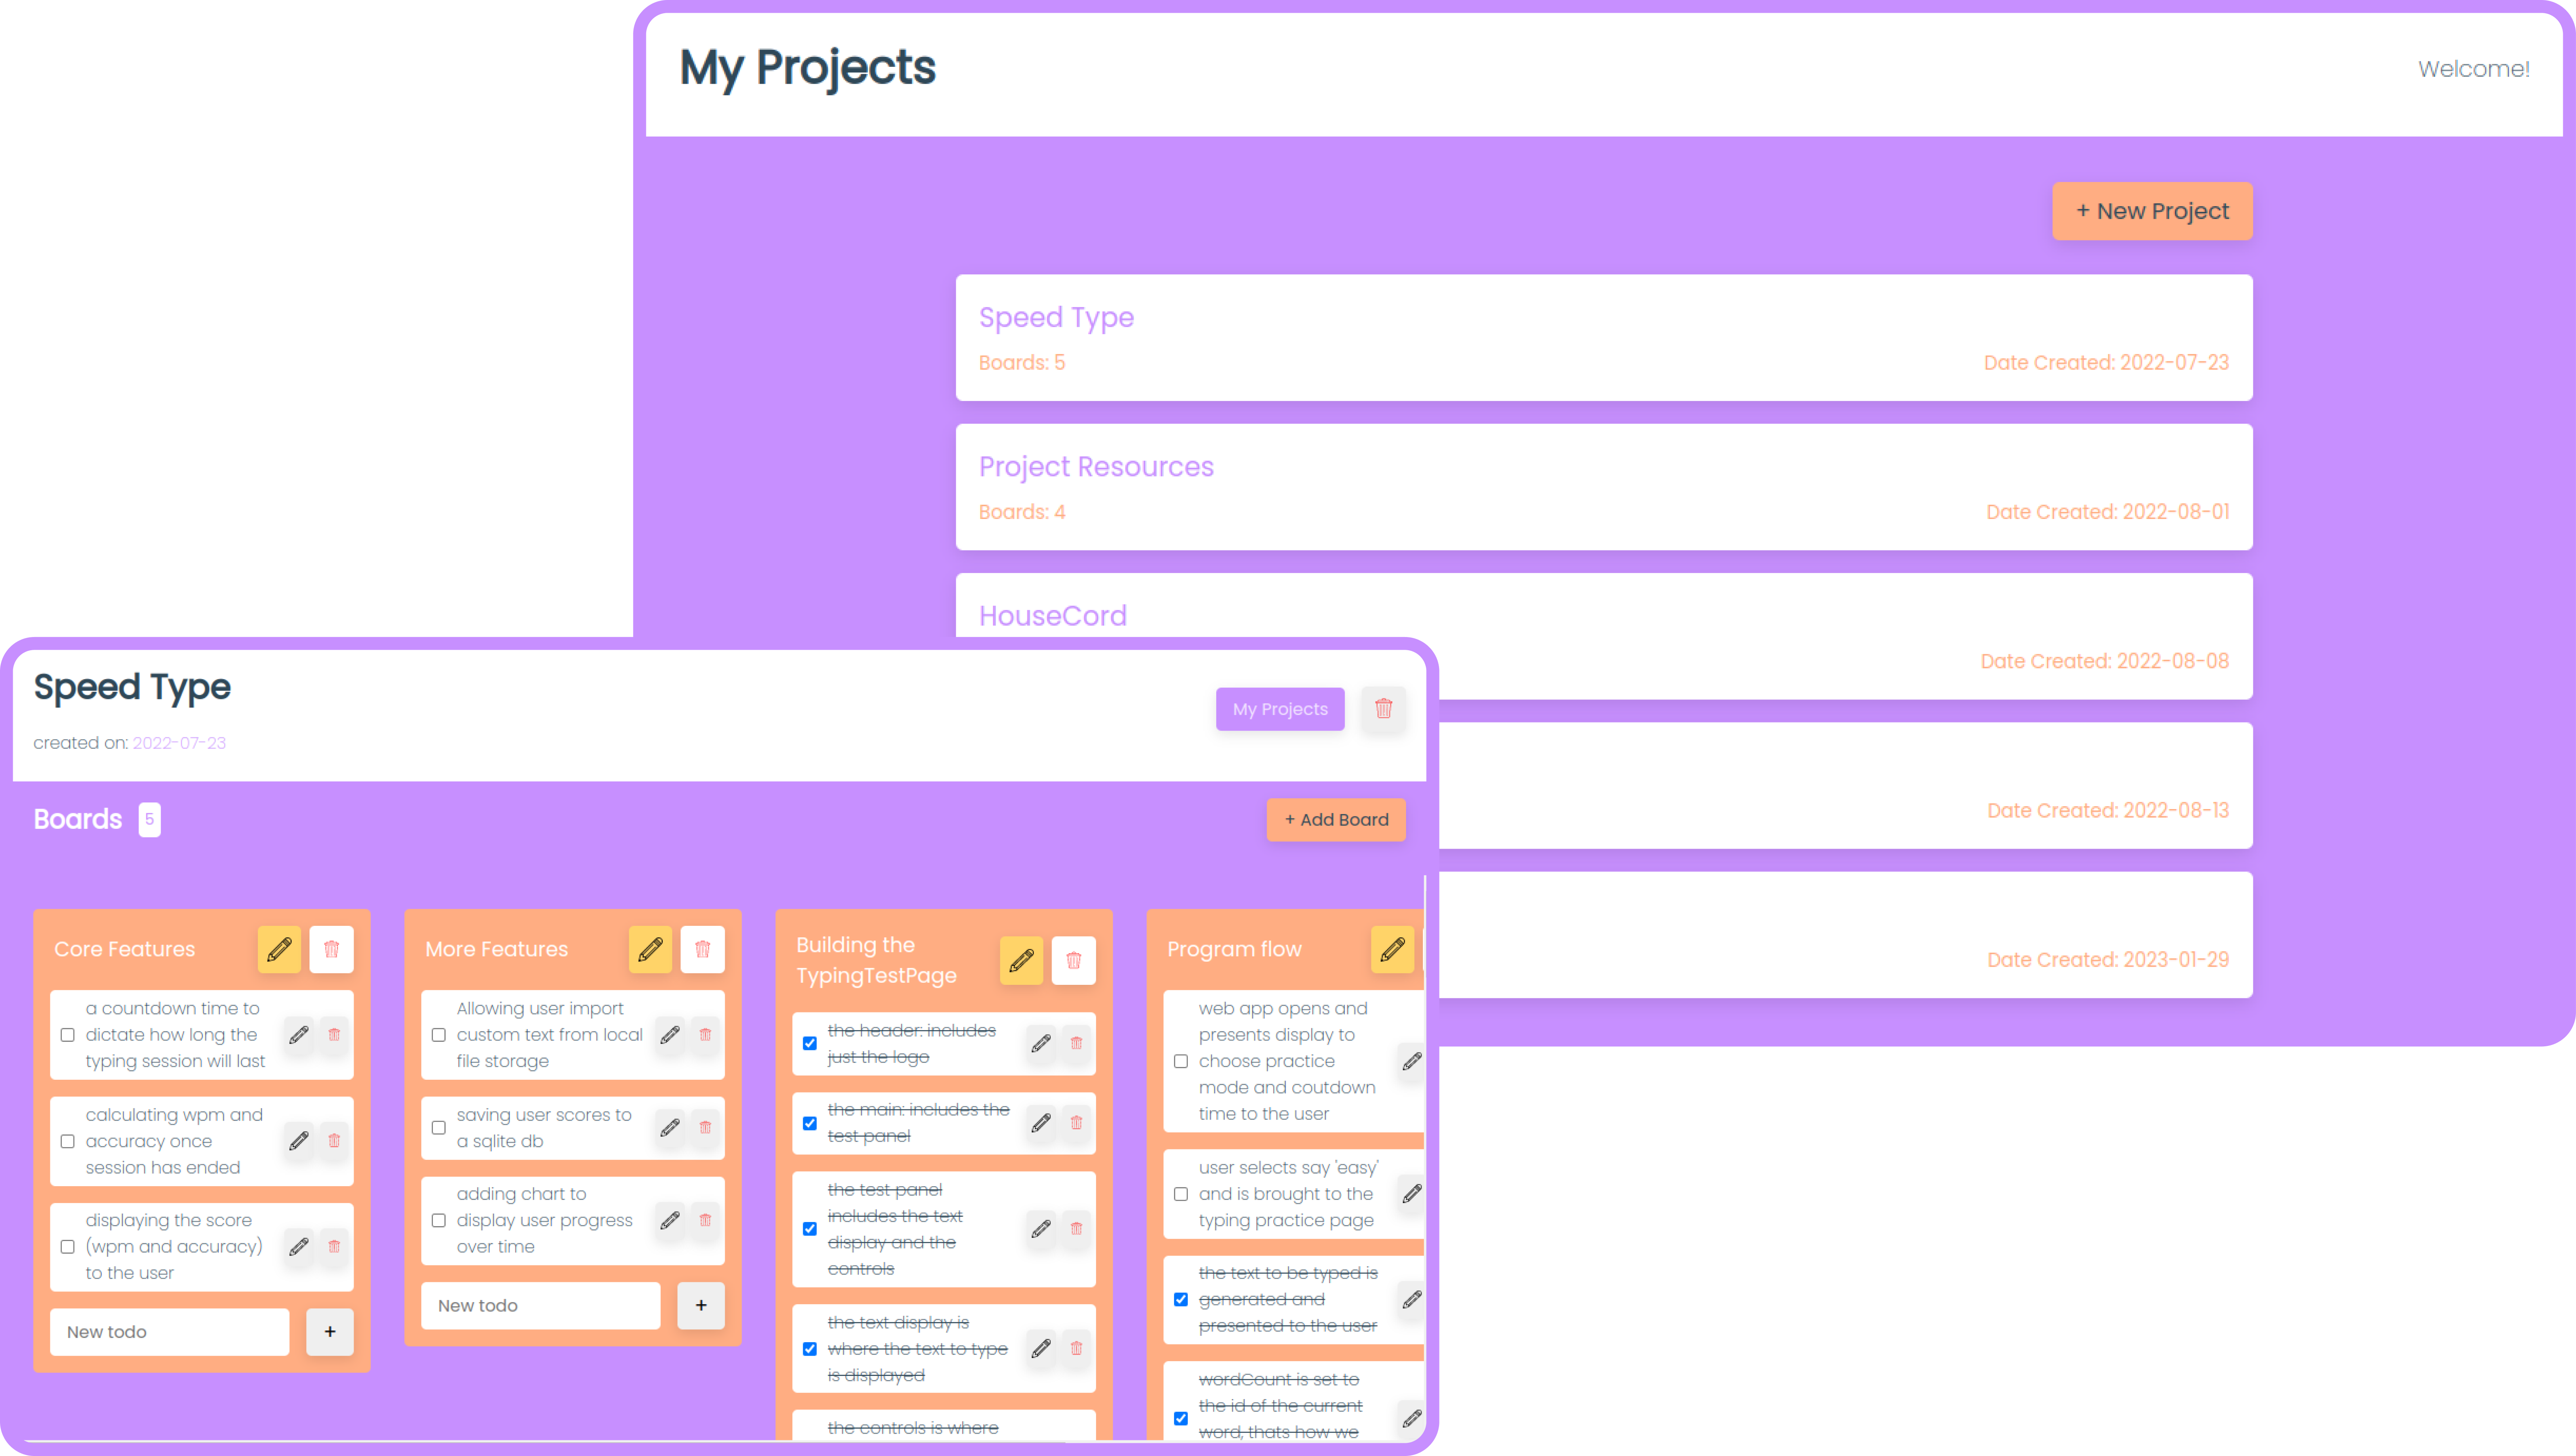 My Projects
Welcome!
+ New Project
Speed Type
Boards: 5
Date Created: 2022-07-23
Project Resources
Boards: 4
Date Created: 2022-08-01
HouseCord
Date Created: 2022-08-08
Date Created: 2022-08-13
Date Created: 2023-01-29
Speed Type
created on: 2022-07-23
My Projects
Boards 5
+ Add Board
Core Features
a countdown time to
dictate how long the
typing session will last
calculating wpm and
accuracy once
session has ended
displaying the score
(wpm and accuracy)
to the user
New todo
+
More Features
Allowing user import
custom text from local
file storage
saving user scores to
a sqlite db
adding chart to
display user progress
over time
New todo
+
Building the
TypingTestPage
the header: includes
just the logo
the main: includes the
test panel
the test panel
includes the text
display and the
controls
the text display is
where the text to type
is displayed
the controls is where
Program flow
web app opens and
presents display to
choose practice
mode and coutdown
time to the user
user selects say 'easy'
and is brought to the
typing practice page
the text to be typed is
generated and
presented to the user
wordCount is set to
the id of the current
word, thats how we